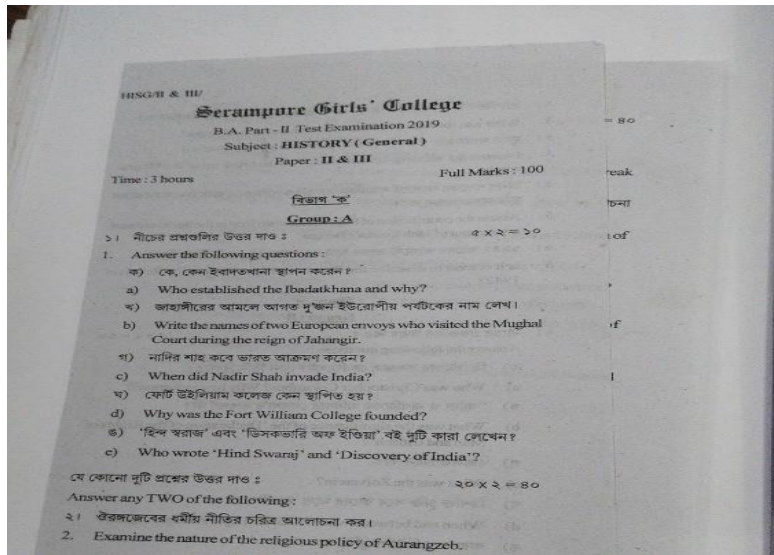 HISG/II & III/
Serampore Girls' College
B.A. Part - II Test Examination 2019
Subject : HISTORY ( General )
Paper : II & III
Time : 3 hours Full Marks : 100
বিভাগ 'ক'
Group : A
১। নীচের প্রশ্নগুলির উত্তর দাও ঃ ৫ × ২ = ১০
1. Answer the following questions :
ক) কে, কেন ইবাদতখানা স্থাপন করেন?
a) Who established the Ibadatkhana and why?
খ) জাহাঙ্গীরের আমলে আগত দু'জন ইউরোপীয় পর্যটকের নাম লেখ।
b) Write the names of two European envoys who visited the Mughal
Court during the reign of Jahangir.
গ) নাদির শাহ কবে ভারত আক্রমণ করেন?
c) When did Nadir Shah invade India?
ঘ) ফোর্ট উইলিয়াম কলেজ কেন স্থাপিত হয়?
d) Why was the Fort William College founded?
ঙ) 'হিন্দ স্বরাজ' এবং 'ডিসকভারি অফ ইণ্ডিয়া' বই দুটি কারা লেখেন?
e) Who wrote 'Hind Swaraj' and 'Discovery of India'?
যে কোনো দুটি প্রশ্নের উত্তর দাও ঃ ২০ × ২ = ৪০
Answer any TWO of the following :
২। ঔরঙ্গজেবের ধর্মীয় নীতির চরিত্র আলোচনা কর।
2. Examine the nature of the religious policy of Aurangzeb.
= ৪০
reak
of